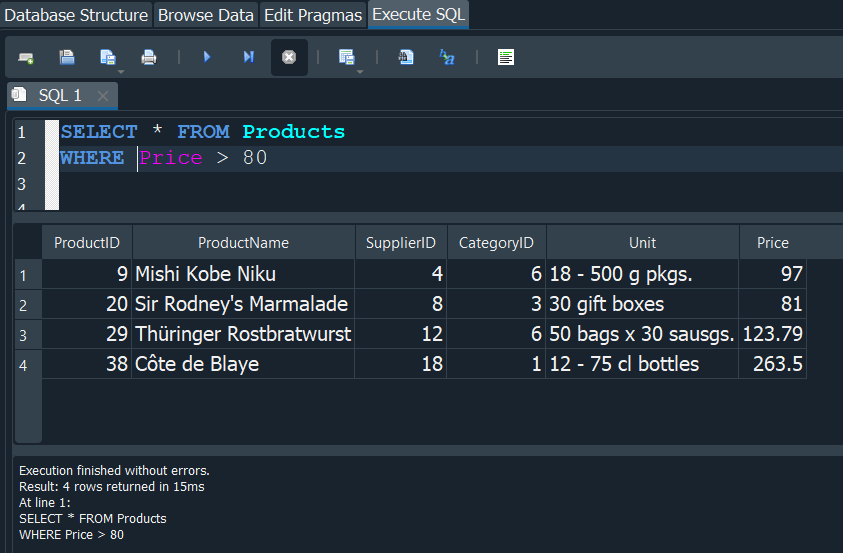 Database Structure Browse Data Edit Pragmas Execute SQL
SQL 1
1 SELECT * FROM Products
2 WHERE Price > 80
3
4
ProductID ProductName SupplierID CategoryID Unit Price
1 9 Mishi Kobe Niku 4 6 18 - 500 g pkgs. 97
2 20 Sir Rodney's Marmalade 8 3 30 gift boxes 81
3 29 Thüringer Rostbratwurst 12 6 50 bags x 30 sausgs. 123.79
4 38 Côte de Blaye 18 1 12 - 75 cl bottles 263.5
Execution finished without errors.
Result: 4 rows returned in 15ms
At line 1:
SELECT * FROM Products
WHERE Price > 80